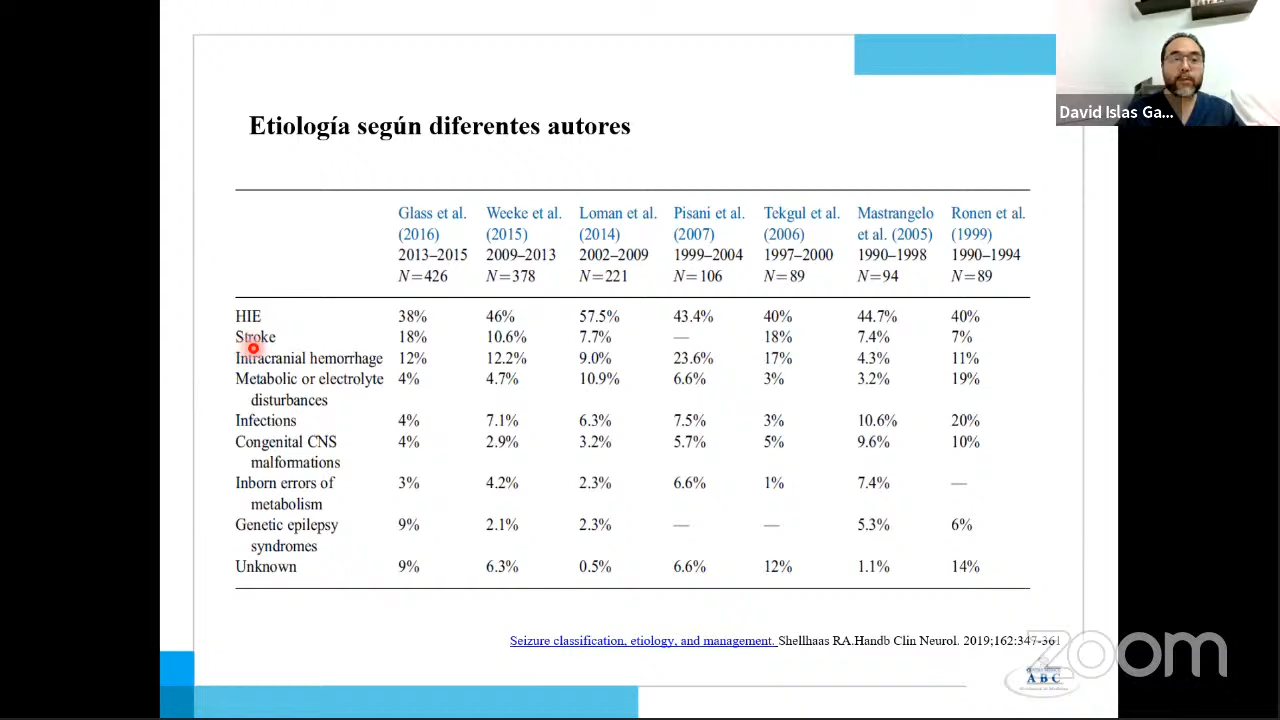 David Islas Ga...
Etiología según diferentes autores
Glass et al. Weeke et al. Loman et al. Pisani et al. Tekgul et al. Mastrangelo Ronen et al.
(2016) (2015) (2014) (2007) (2006) et al. (2005) (1999)
2013–2015 2009–2013 2002–2009 1999–2004 1997–2000 1990–1998 1990–1994
N=426 N=378 N=221 N=106 N=89 N=94 N=89
HIE 38% 46% 57.5% 43.4% 40% 44.7% 40%
Stroke 18% 10.6% 7.7% — 18% 7.4% 7%
Intracranial hemorrhage 12% 12.2% 9.0% 23.6% 17% 4.3% 11%
Metabolic or electrolyte 4% 4.7% 10.9% 6.6% 3% 3.2% 19%
disturbances
Infections 4% 7.1% 6.3% 7.5% 3% 10.6% 20%
Congenital CNS 4% 2.9% 3.2% 5.7% 5% 9.6% 10%
malformations
Inborn errors of 3% 4.2% 2.3% 6.6% 1% 7.4% —
metabolism
Genetic epilepsy 9% 2.1% 2.3% — — 5.3% 6%
syndromes
Unknown 9% 6.3% 0.5% 6.6% 12% 1.1% 14%
Seizure classification, etiology, and management. Shellhaas RA.Handb Clin Neurol. 2019;162:347-361
zoom
ABC